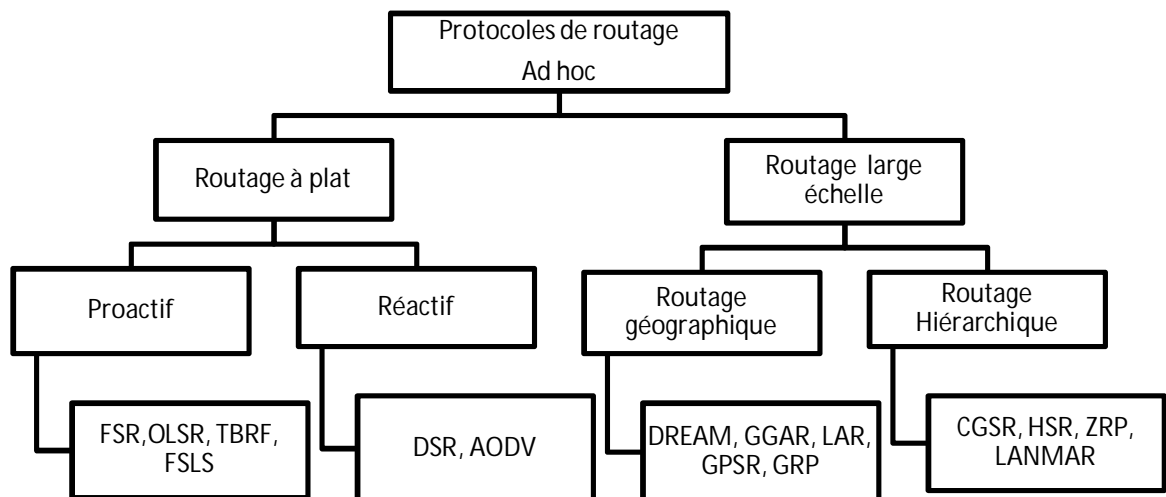 Protocoles de routage
Ad hoc
Routage à plat
Routage large
échelle
Proactif
Réactif
Routage
géographique
Routage
Hiérarchique
FSR,OLSR, TBRF,
FSLS
DSR, AODV
DREAM, GGAR, LAR,
GPSR, GRP
CGSR, HSR, ZRP,
LANMAR